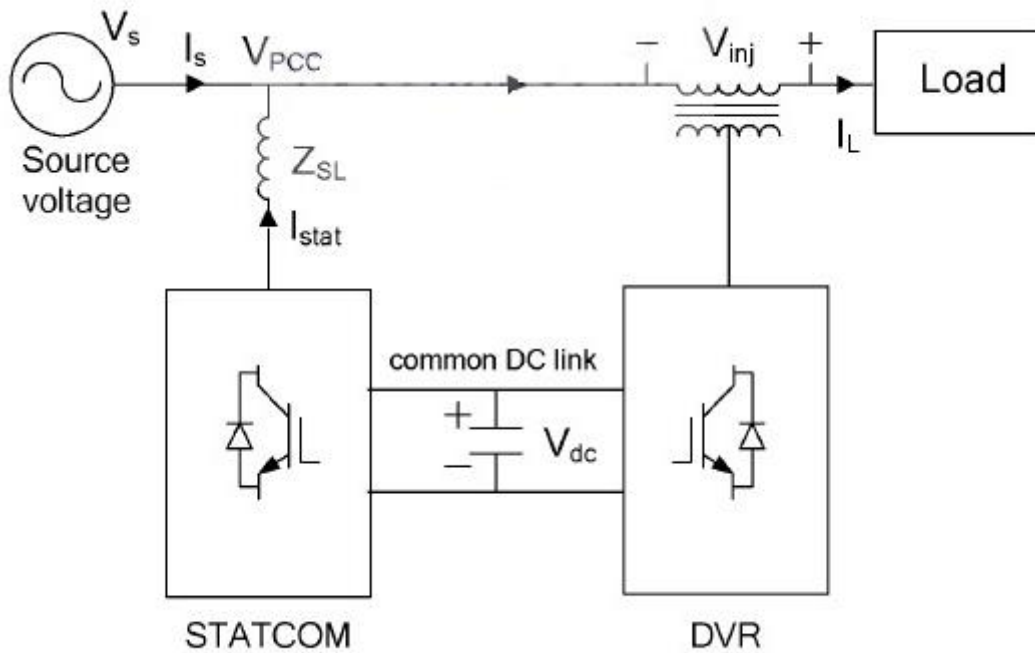 Vs
Is
VPCC
−
Vinj
+
Load
Source
voltage
ZSL
IL
Istat
common DC link
+
Vdc
−
STATCOM
DVR